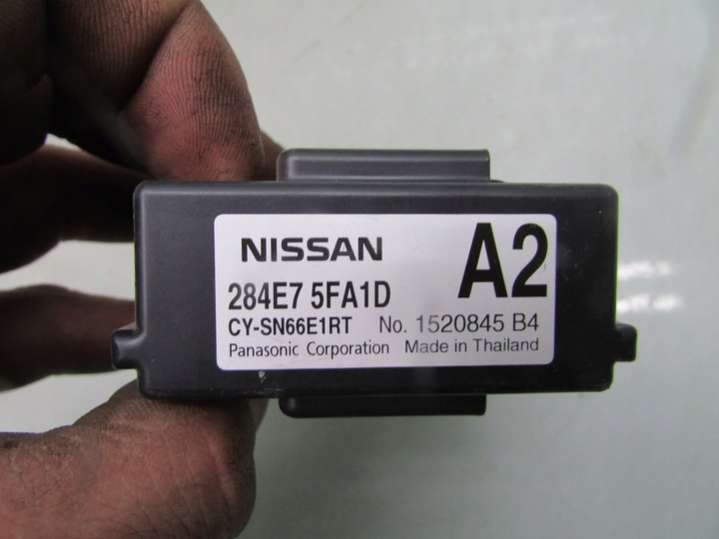 NISSAN A2
284E7 5FA1D
CY-SN66E1RT No. 1520845 B4
Panasonic Corporation Made in Thailand